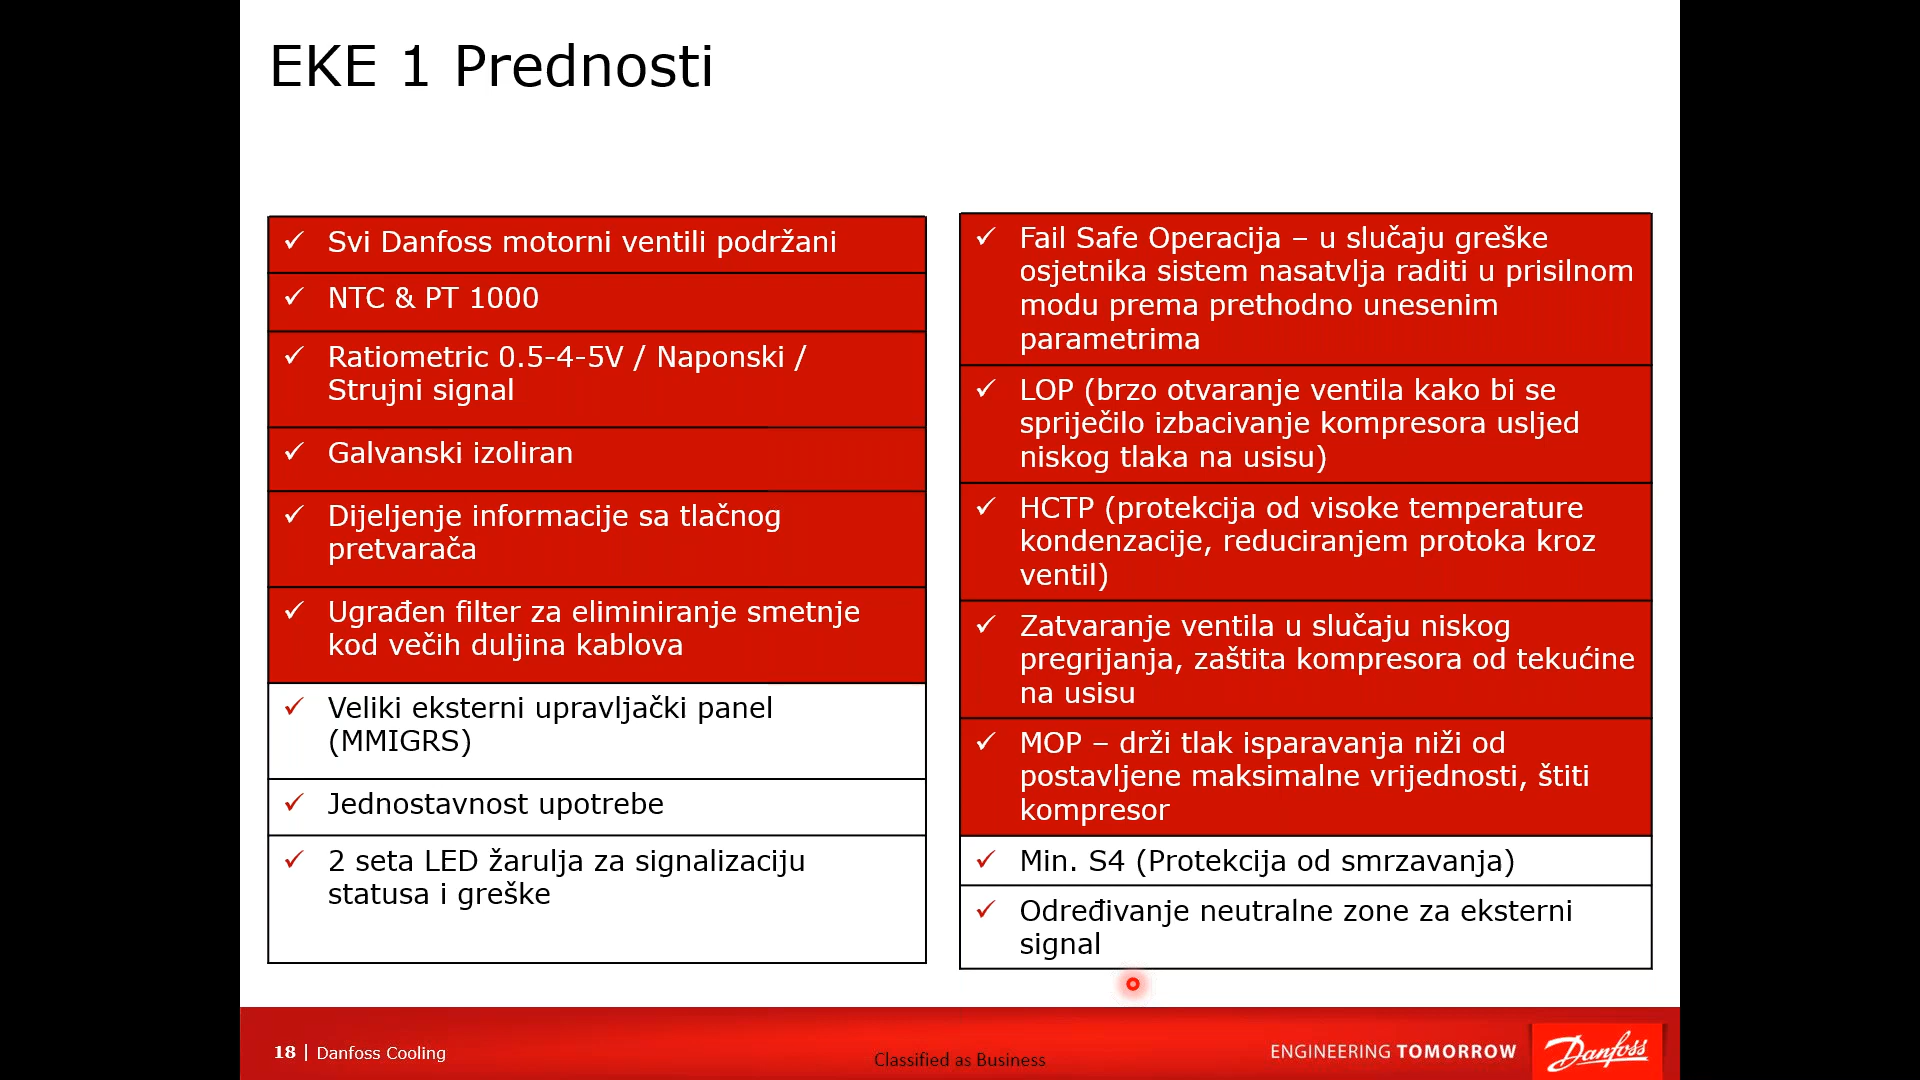 EKE 1 Prednosti
✓ Svi Danfoss motorni ventili podržani
✓ NTC & PT 1000
✓ Ratiometric 0.5-4-5V / Naponski /
Strujni signal
✓ Galvanski izoliran
✓ Dijeljenje informacije sa tlačnog
pretvarača
✓ Ugrađen filter za eliminiranje smetnje
kod večih duljina kablova
✓ Veliki eksterni upravljački panel
(MMIGRS)
✓ Jednostavnost upotrebe
✓ 2 seta LED žarulja za signalizaciju
statusa i greške
✓ Fail Safe Operacija – u slučaju greške
osjetnika sistem nasatvlja raditi u prisilnom
modu prema prethodno unesenim
parametrima
✓ LOP (brzo otvaranje ventila kako bi se
spriječilo izbacivanje kompresora usljed
niskog tlaka na usisu)
✓ HCTP (protekcija od visoke temperature
kondenzacije, reduciranjem protoka kroz
ventil)
✓ Zatvaranje ventila u slučaju niskog
pregrijanja, zaštita kompresora od tekućine
na usisu
✓ MOP – drži tlak isparavanja niži od
postavljene maksimalne vrijednosti, štiti
kompresor
✓ Min. S4 (Protekcija od smrzavanja)
✓ Određivanje neutralne zone za eksterni
signal
18 | Danfoss Cooling
Classified as Business
ENGINEERING TOMORROW
Danfoss